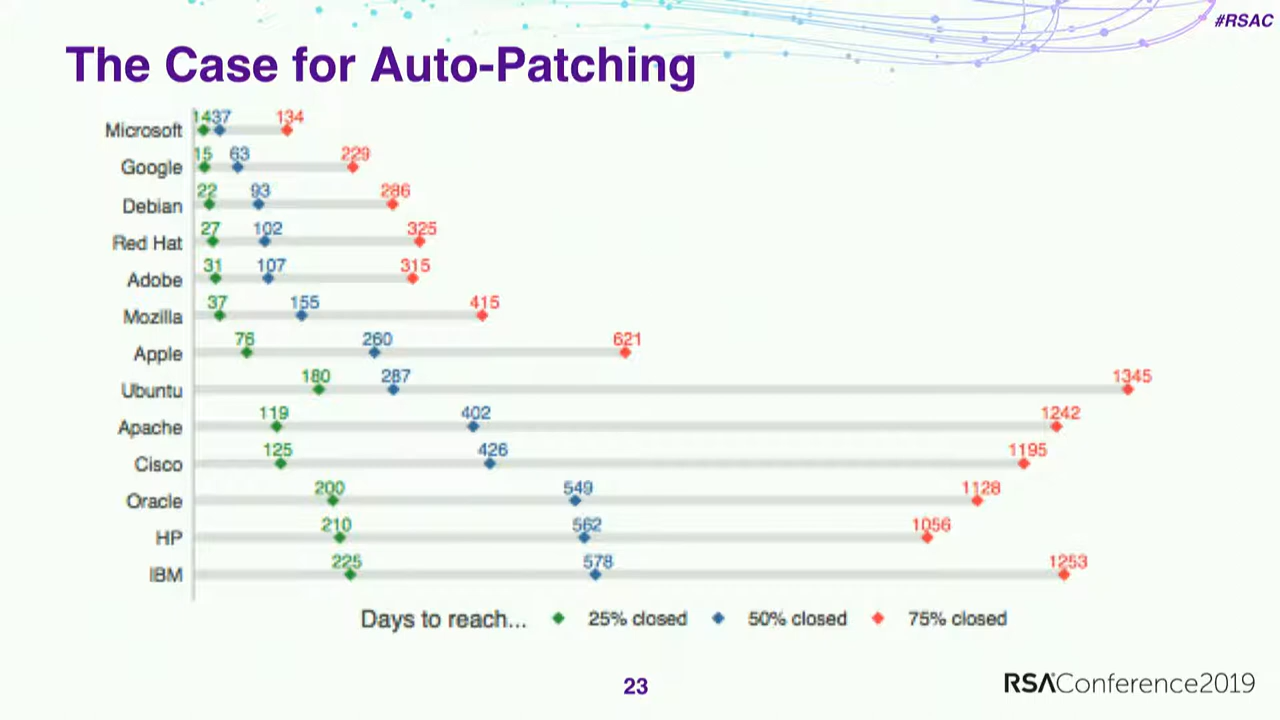 #RSAC
The Case for Auto-Patching
Microsoft 14 37 134
Google 15 63 229
Debian 22 93 286
Red Hat 27 102 325
Adobe 31 107 315
Mozilla 37 155 415
Apple 76 260 621
Ubuntu 180 287 1345
Apache 119 402 1242
Cisco 125 426 1195
Oracle 200 549 1128
HP 210 562 1056
IBM 225 578 1253
Days to reach... 25% closed 50% closed 75% closed
23
RSAConference2019